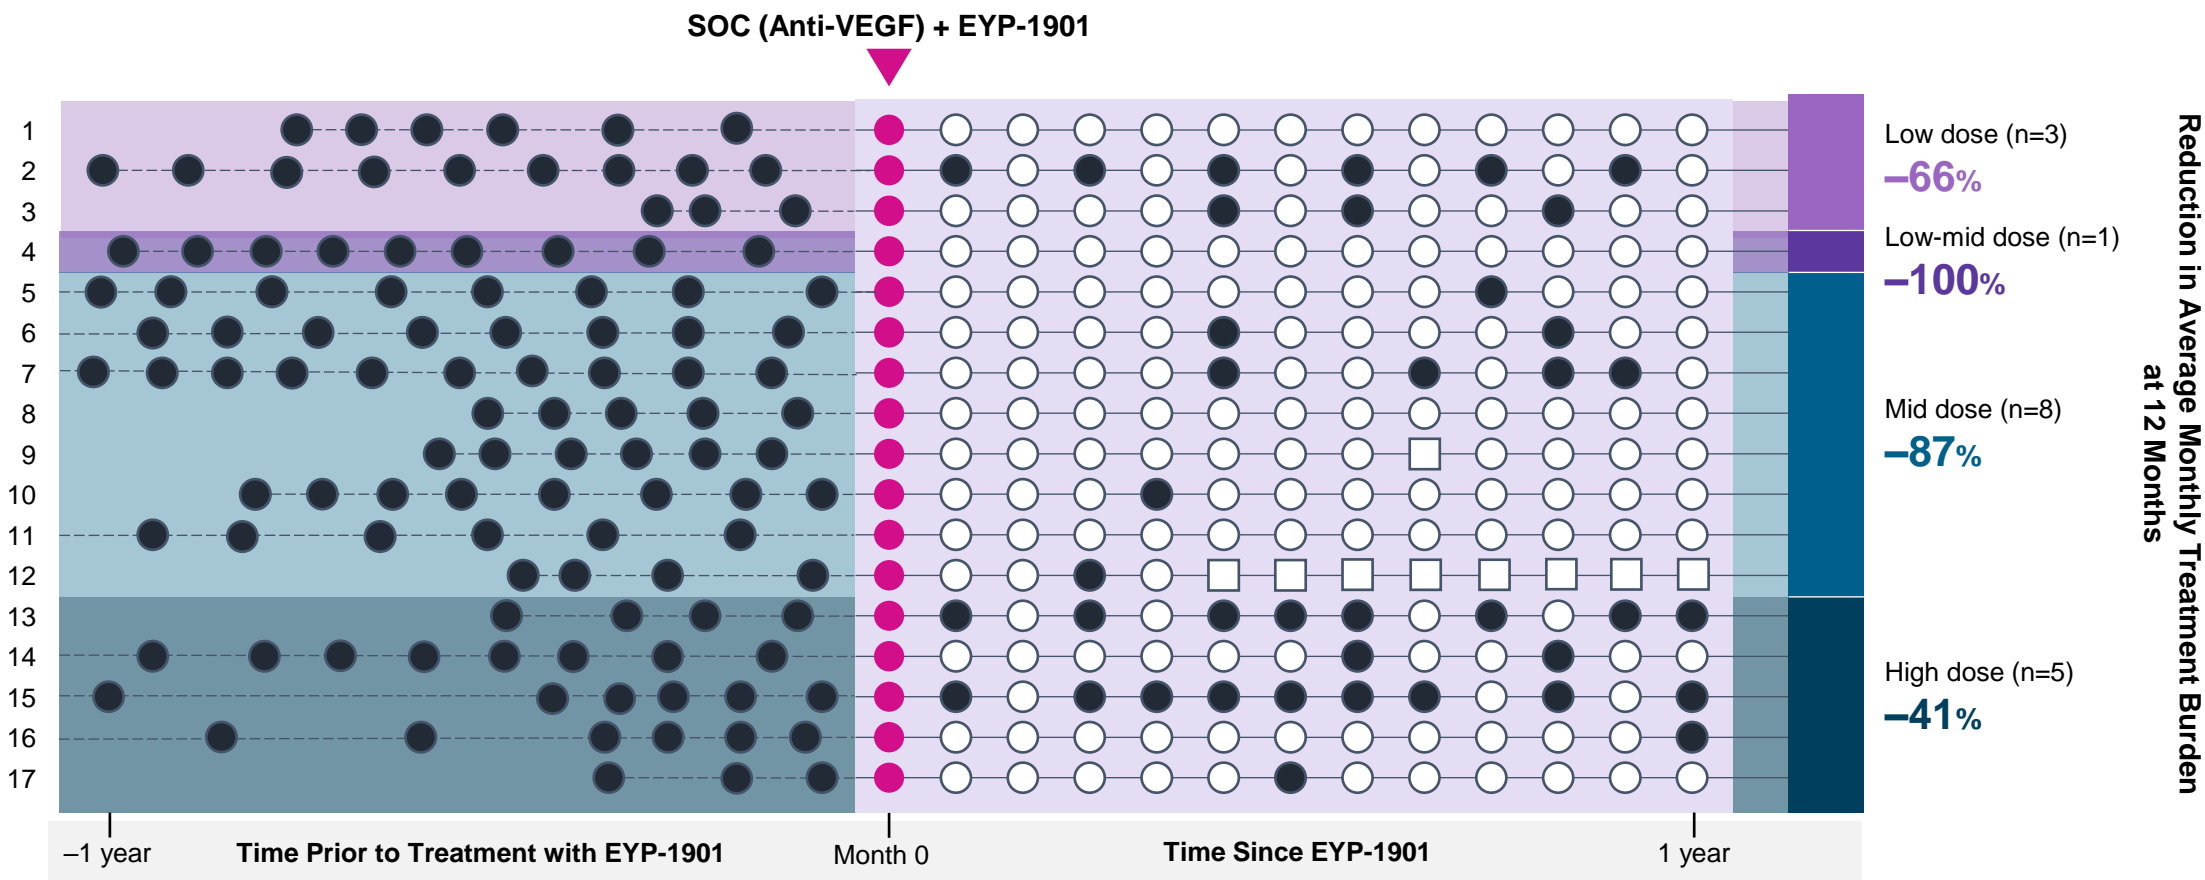 SOC (Anti-VEGF) + EYP-1901
1
2
3
4
5
6
7
8
9
10
11
12
13
14
15
16
17
Low dose (n=3)
–66%
Low-mid dose (n=1)
–100%
Mid dose (n=8)
–87%
High dose (n=5)
–41%
Reduction in Average Monthly Treatment Burden
at 12 Months
–1 year
Time Prior to Treatment with EYP-1901
Month 0
Time Since EYP-1901
1 year